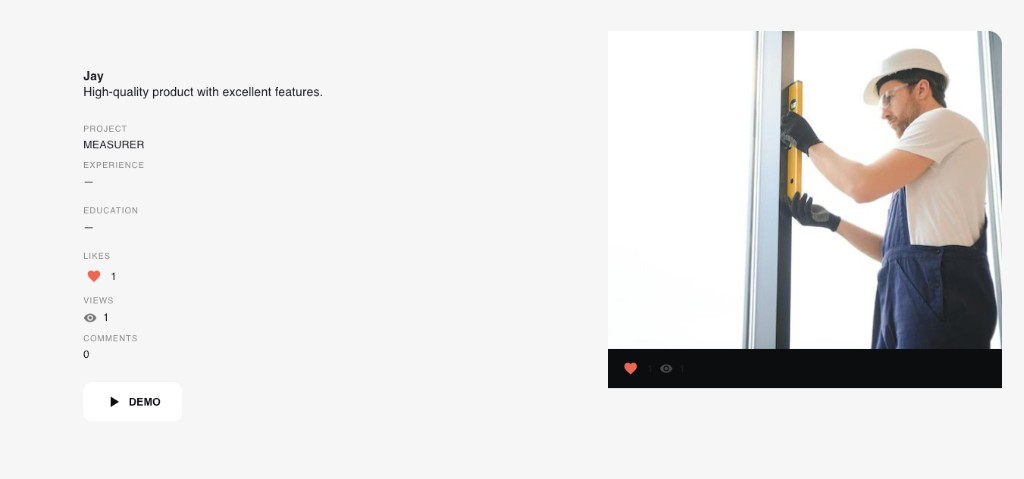 Jay
High-quality product with excellent features.
PROJECT
MEASURER
EXPERIENCE
—
EDUCATION
—
LIKES
1
VIEWS
1
COMMENTS
0
DEMO